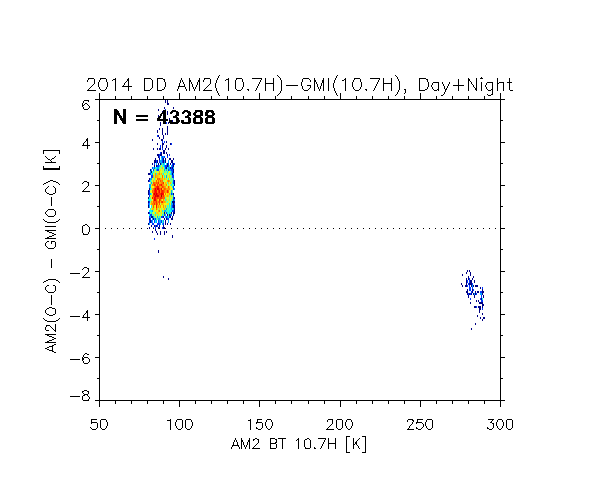 2014 DD AM2(10.7H)-GMI(10.7H), Day+Night
N = 43388
6
4
2
0
-2
-4
-6
-8
AM2(O-C) - GMI(O-C) [K]
50 100 150 200 250 300
AM2 BT 10.7H [K]